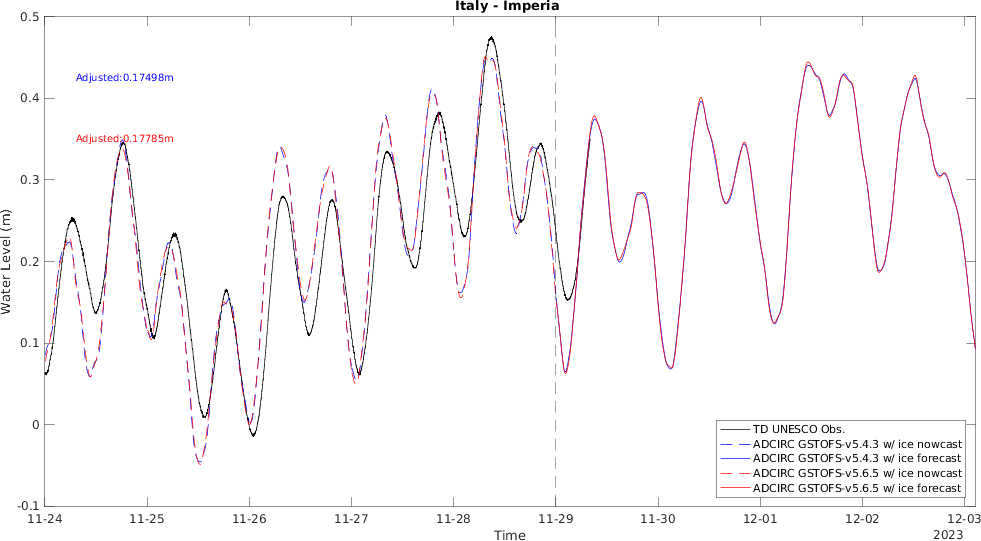 Italy - Imperia
0.5
0.4
0.3
0.2
0.1
0
-0.1
Water Level (m)
Adjusted:0.17498m
Adjusted:0.17785m
TD UNESCO Obs.
ADCIRC GSTOFS-v5.4.3 w/ ice nowcast
ADCIRC GSTOFS-v5.4.3 w/ ice forecast
ADCIRC GSTOFS-v5.6.5 w/ ice nowcast
ADCIRC GSTOFS-v5.6.5 w/ ice forecast
11-24 11-25 11-26 11-27 11-28 11-29 11-30 12-01 12-02 12-03
Time
2023